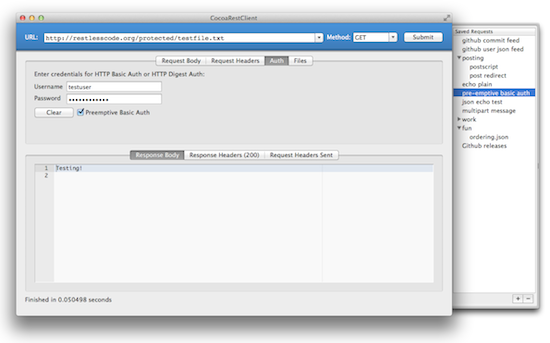 CocoaRestClient
URL: http://restlesscode.org/protected/testfile.txt Method: GET Submit
Request Body Request Headers Auth Files
Enter credentials for HTTP Basic Auth or HTTP Digest Auth:
Username testuser
Password ••••••••••••
Clear Preemptive Basic Auth
Response Body Response Headers (200) Request Headers Sent
1 Testing!
2
Finished in 0.050498 seconds
Saved Requests
github commit feed
github user json feed
posting
postscript
post redirect
echo plain
pre-emptive basic auth
json echo test
multipart message
work
fun
ordering.json
Github releases
+ −